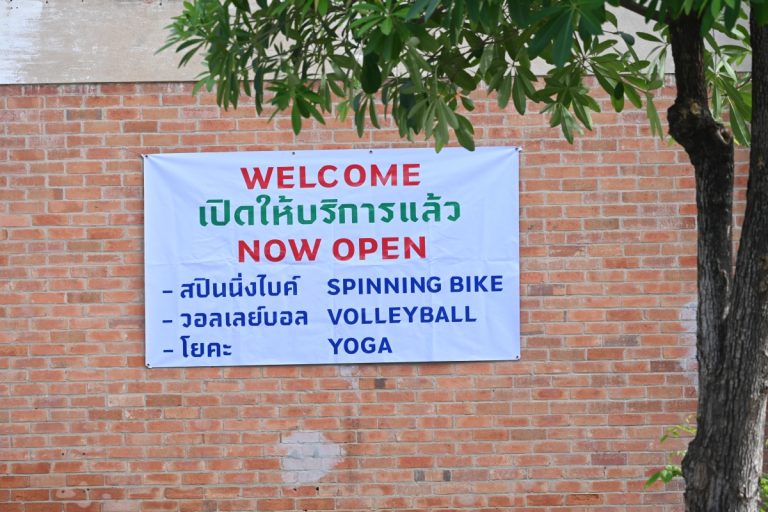 WELCOME
เปิดให้บริการแล้ว
NOW OPEN
- สปินนิ่งไบค์ SPINNING BIKE
- วอลเลย์บอล VOLLEYBALL
- โยคะ YOGA